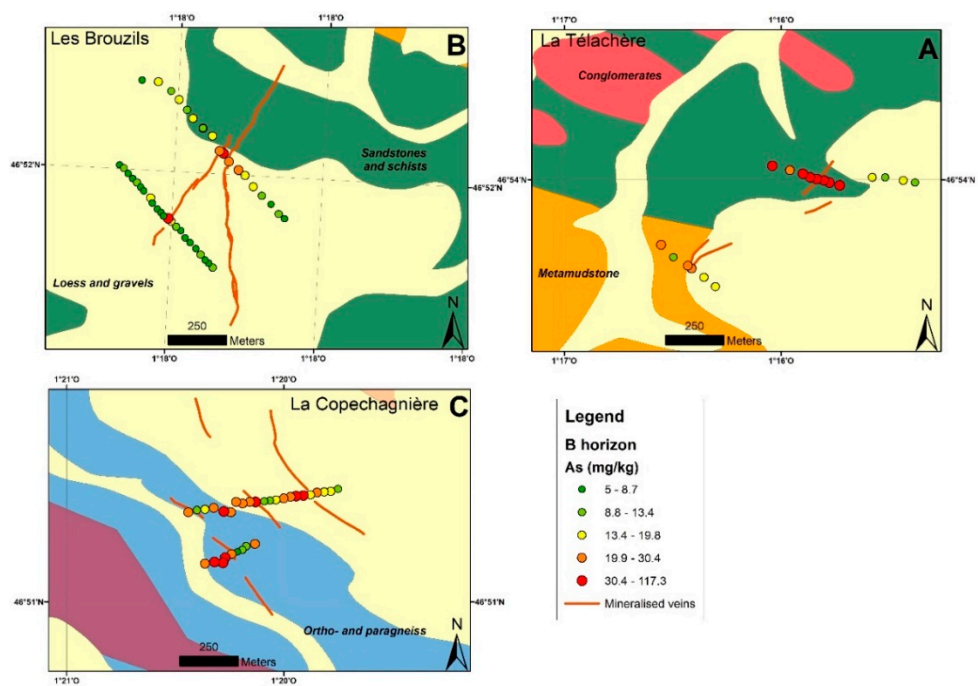 Les Brouzils
B
1°18'O
1°18'O
46°52'N
46°52'N
Sandstones
and schists
Loess and gravels
250
Meters
N
1°18'O
1°18'O
1°18'O
La Télachère
A
1°17'O
1°16'O
Conglomerates
46°54'N
46°54'N
Metamudstone
250
Meters
N
1°17'O
1°16'O
La Copechagnière
C
1°21'O
1°20'O
46°51'N
46°51'N
Ortho- and paragneiss
250
Meters
N
1°21'O
1°20'O
Legend
B horizon
As (mg/kg)
5 - 8.7
8.8 - 13.4
13.4 - 19.8
19.9 - 30.4
30.4 - 117.3
Mineralised veins